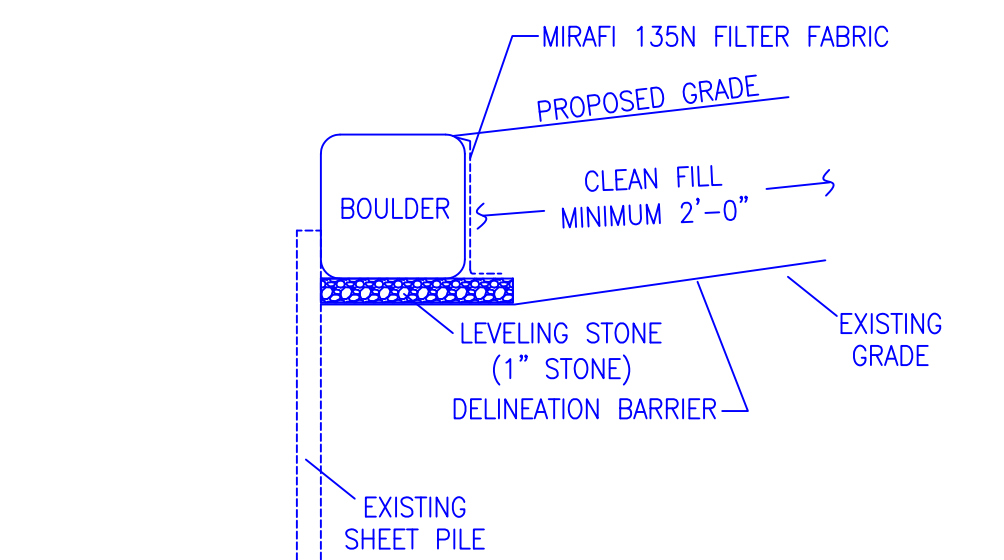 MIRAFI 135N FILTER FABRIC
PROPOSED GRADE
CLEAN FILL
MINIMUM 2'-0"
BOULDER
LEVELING STONE
(1" STONE)
EXISTING
GRADE
DELINEATION BARRIER
EXISTING
SHEET PILE